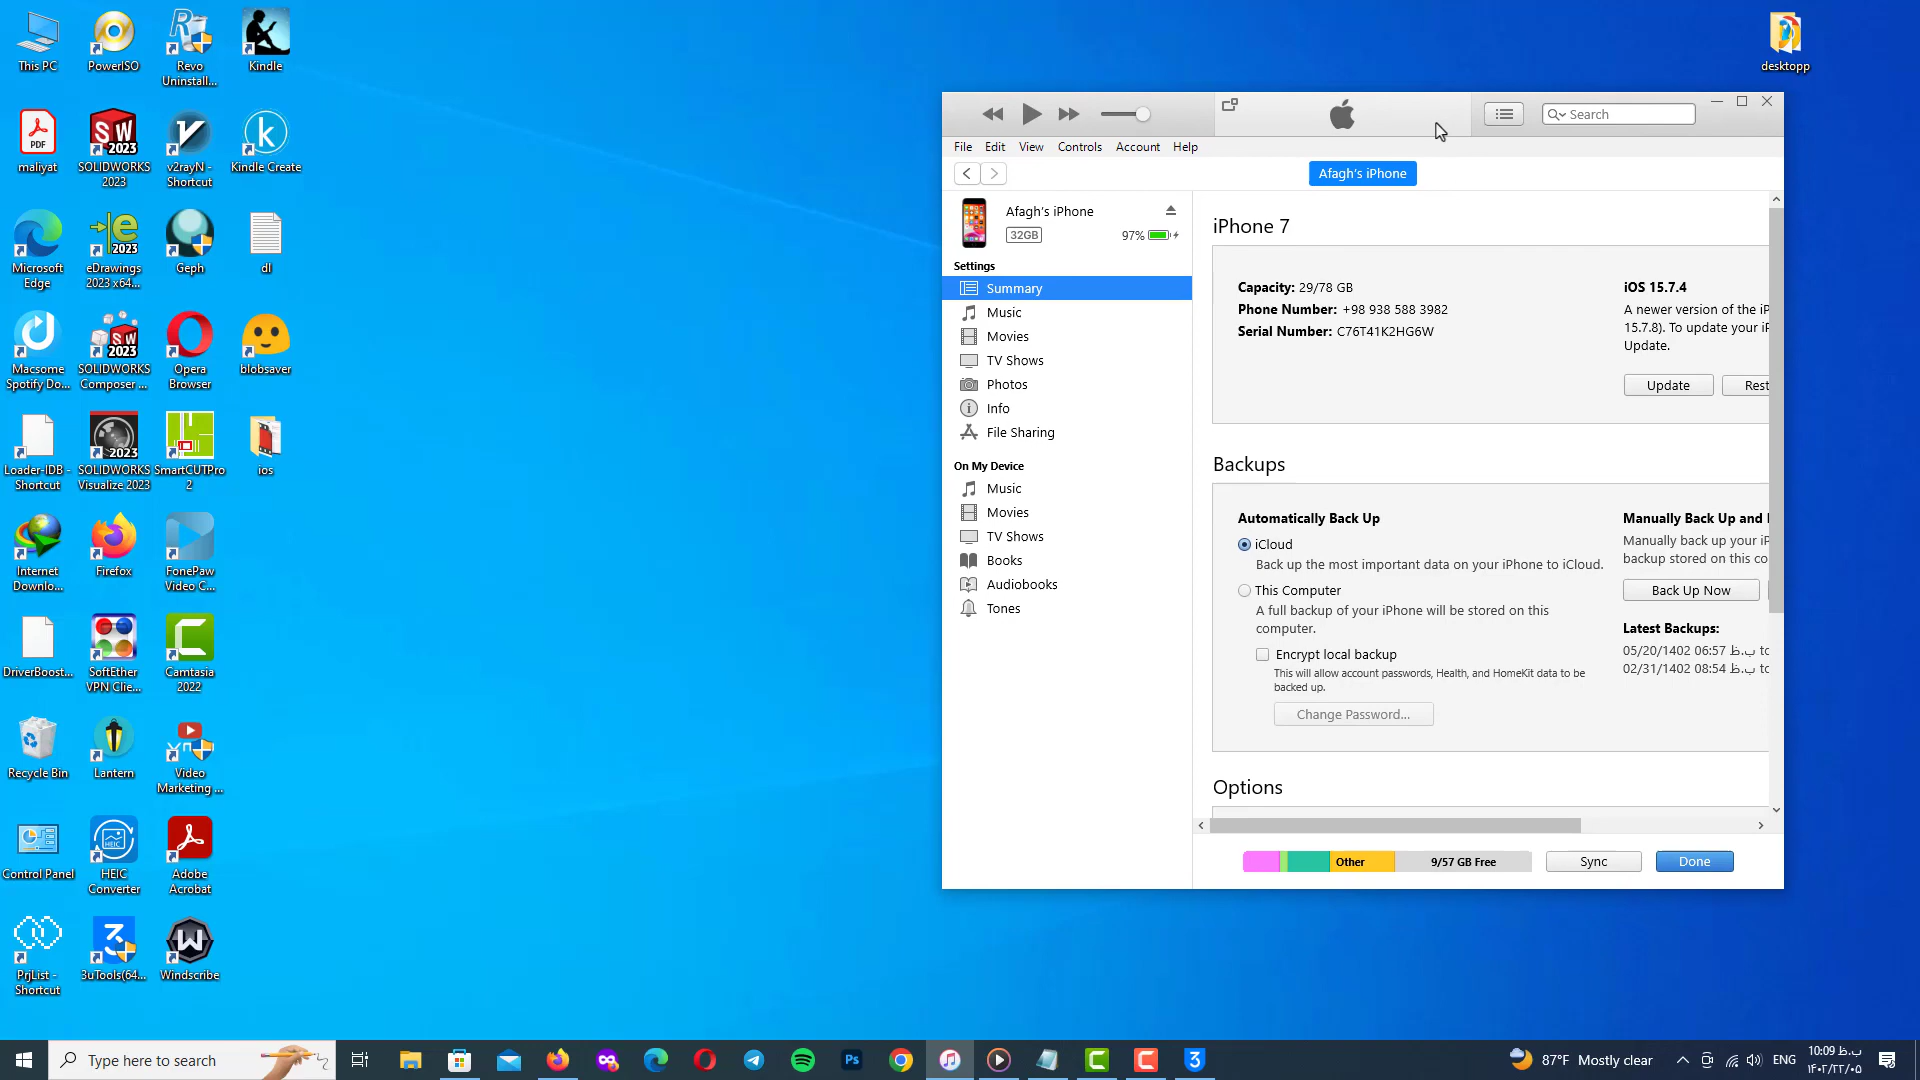 This PC
PowerISO
Revo
Uninstall...
Kindle
desktopp
maliyat
SOLIDWORKS
2023
v2rayN -
Shortcut
Kindle Create
Microsoft
Edge
eDrawings
2023 x64...
Geph
dl
Macsome
Spotify Do...
SOLIDWORKS
Composer ...
Opera
Browser
blobsaver
Loader-IDB -
Shortcut
SOLIDWORKS
Visualize 2023
SmartCUTPro
2
ios
Internet
Downlo...
Firefox
FonePaw
Video C...
DriverBoost...
SoftEther
VPN Clie...
Camtasia
2022
Recycle Bin
Lantern
Video
Marketing ...
Control Panel
HEIC
Converter
Adobe
Acrobat
PrjList -
Shortcut
3uTools(64...
Windscribe
Search
File Edit View Controls Account Help
Afagh's iPhone
Afagh's iPhone
32GB
97%
Settings
Summary
Music
Movies
TV Shows
Photos
Info
File Sharing
On My Device
Music
Movies
TV Shows
Books
Audiobooks
Tones
iPhone 7
Capacity: 29/78 GB
Phone Number: +98 938 588 3982
Serial Number: C76T41K2HG6W
iOS 15.7.4
A newer version of the iP
15.7.8). To update your iP
Update.
Update
Rest
Backups
Automatically Back Up
iCloud
Back up the most important data on your iPhone to iCloud.
This Computer
A full backup of your iPhone will be stored on this
computer.
Encrypt local backup
This will allow account passwords, Health, and HomeKit data to be
backed up.
Change Password...
Manually Back Up and
Manually back up your iP
backup stored on this co
Back Up Now
Latest Backups:
05/20/1402 06:57 ب.ظ to
02/31/1402 08:54 ب.ظ to
Options
Other
9/57 GB Free
Sync
Done
Type here to search
87°F Mostly clear
ENG
10:09 ب.ظ
۱۴۰۲/۲۲/۰۵